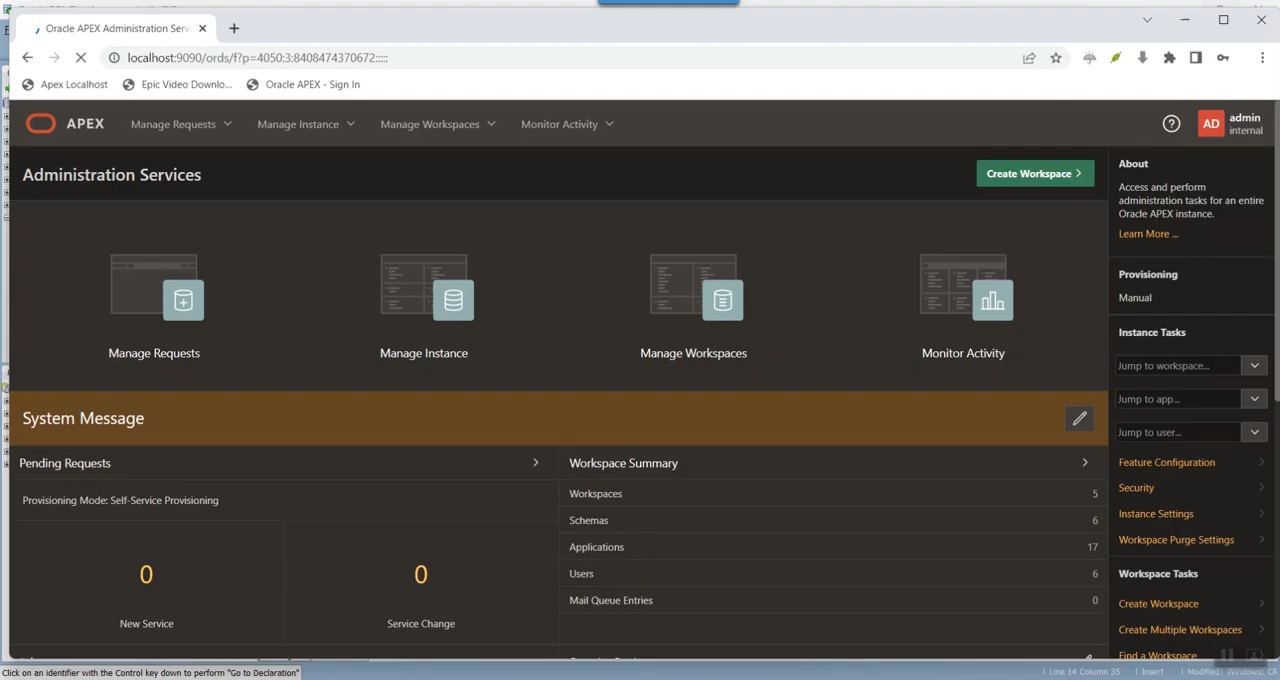 Oracle APEX Administration Serv
localhost:9090/ords/f?p=4050:3:8408474370672:::::
Apex Localhost
Epic Video Downlo...
Oracle APEX - Sign In
APEX
Manage Requests
Manage Instance
Manage Workspaces
Monitor Activity
AD
admin
internal
Administration Services
Create Workspace
Manage Requests
Manage Instance
Manage Workspaces
Monitor Activity
System Message
Pending Requests
Provisioning Mode: Self-Service Provisioning
0
New Service
0
Service Change
Workspace Summary
Workspaces 5
Schemas 6
Applications 17
Users 6
Mail Queue Entries 0
About
Access and perform
administration tasks for an entire
Oracle APEX instance.
Learn More ...
Provisioning
Manual
Instance Tasks
Jump to workspace...
Jump to app...
Jump to user...
Feature Configuration
Security
Instance Settings
Workspace Purge Settings
Workspace Tasks
Create Workspace
Create Multiple Workspaces
Find a Workspace
Click on an identifier with the Control key down to perform "Go to Declaration"
Line 14 Column 35
Insert
Modified
Windows: CR